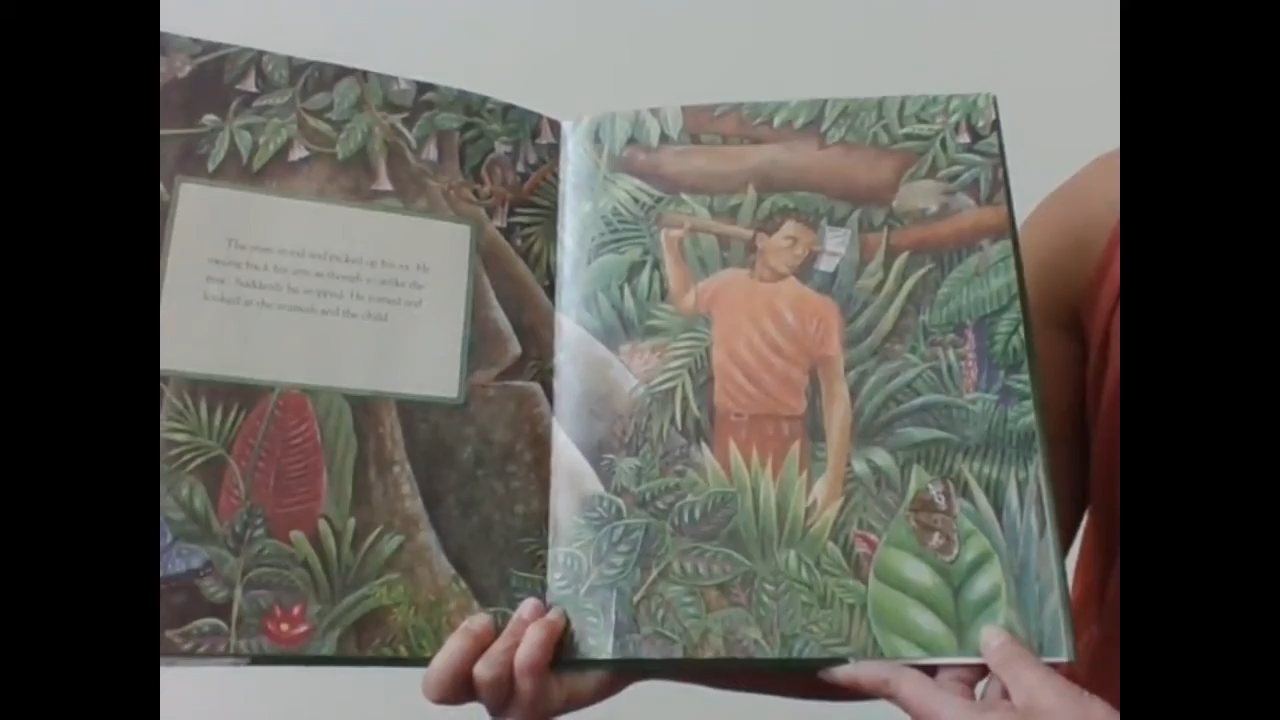 The man stood and picked up his ax. He
swung back his arm as though to strike the
tree. Suddenly he stopped. He turned and
looked at the woman and the child.